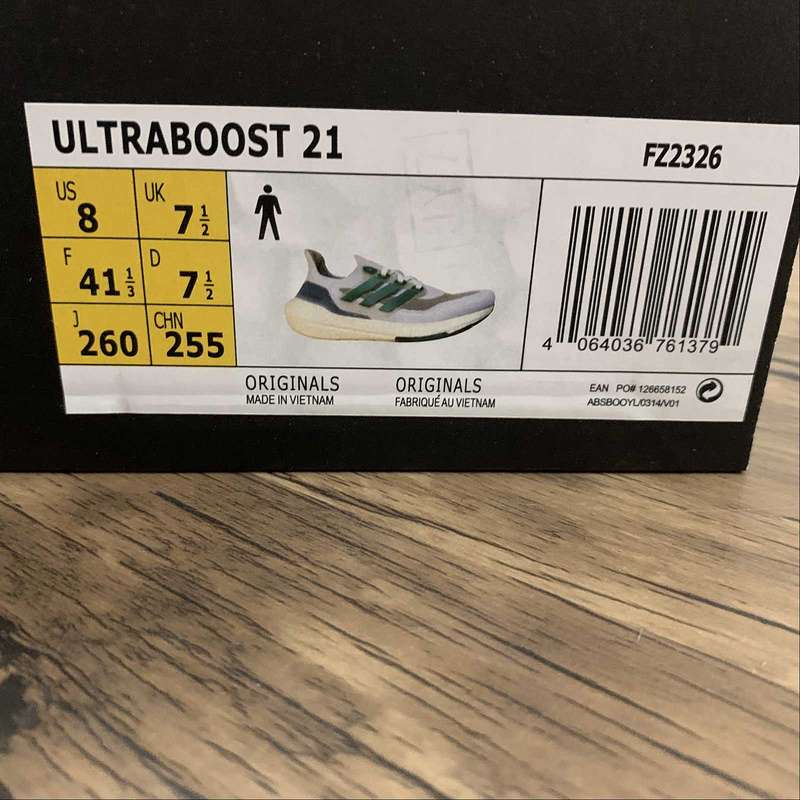 ULTRABOOST 21
FZ2326
US 8
UK 7 1/2
F 41 1/3
D 7 1/2
J 260
CHN 255
4 064036 761379
ORIGINALS
MADE IN VIETNAM
ORIGINALS
FABRIQUÉ AU VIETNAM
EAN PO# 126658152
ABSBOOYL/0314/V01